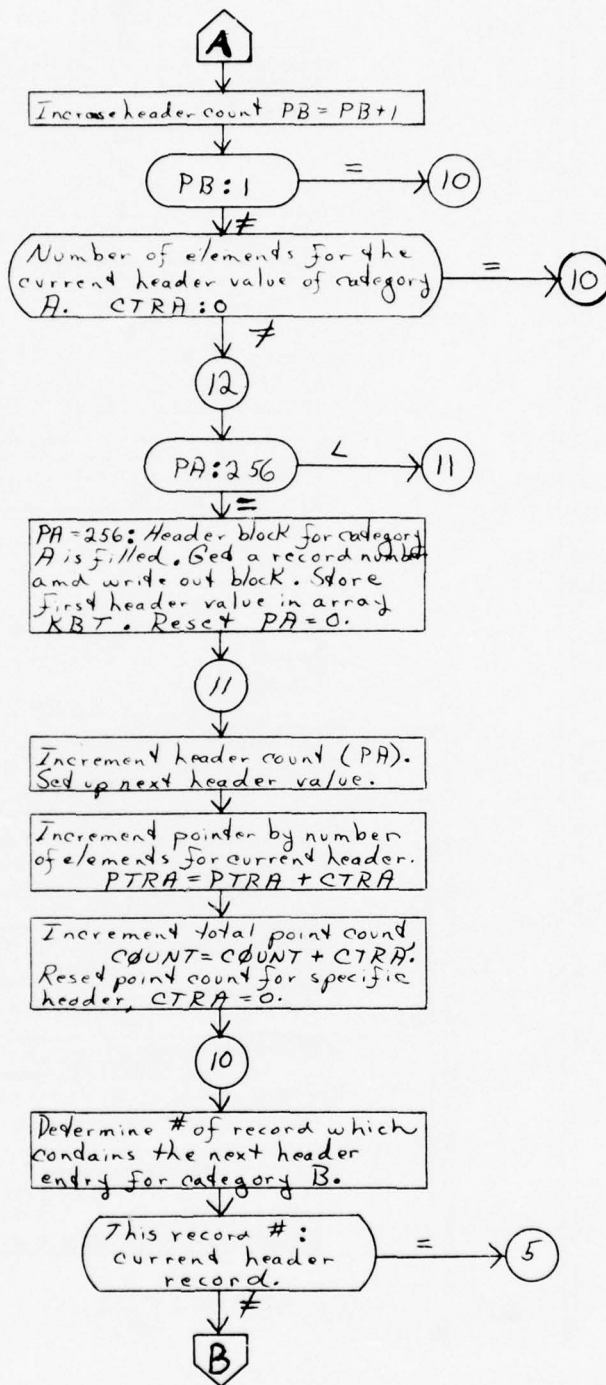 A
Increase header count PB = PB+1
PB:1
=
10
≠
Number of elements for the
current header value of category
A. CTRA:0
=
10
≠
12
PA:256
<
11
=
PA=256: Header block for category
A is filled. Get a record number
and write out block. Store
first header value in array
KBT. Reset PA=0.
11
Increment header count (PA).
Set up next header value.
Increment pointer by number
of elements for current header.
PTRA = PTRA + CTRA
Increment total point count
CØUNT = CØUNT + CTRA.
Reset point count for specific
header, CTRA = 0.
10
Determine # of record which
contains the next header
entry for category B.
This record #:
current header
record.
=
5
≠
B